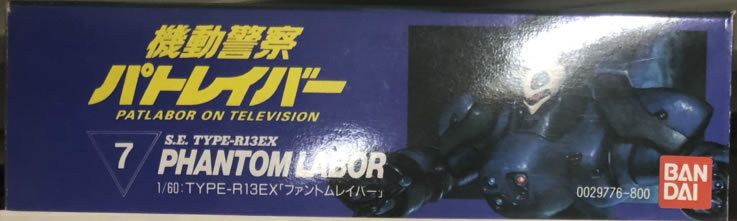 機動警察
パトレイバー
PATLABOR ON TELEVISION
7
S.E. TYPE-R13EX
PHANTOM LABOR
1/60:TYPE-R13EX「ファントムレイバー」
0029776-800
BAN
DAI